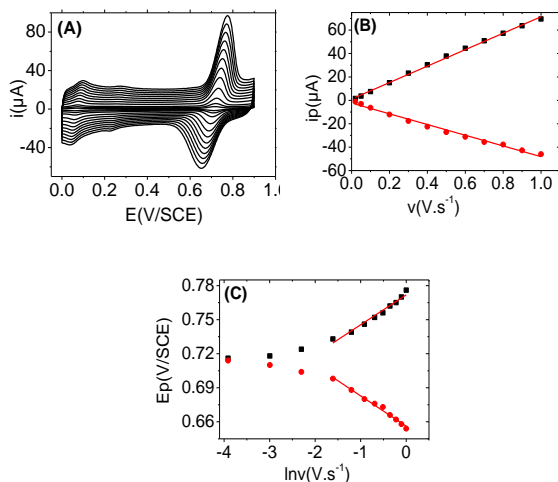 (A)
80
40
0
-40
i(µA)
0.0 0.2 0.4 0.6 0.8 1.0
E(V/SCE)
(B)
80
60
40
20
0
-20
-40
-60
ip(µA)
0.0 0.2 0.4 0.6 0.8 1.0
v(V.s⁻¹)
(C)
0.78
0.75
0.72
0.69
0.66
Ep(V/SCE)
-4 -3 -2 -1 0
lnv(V.s⁻¹)